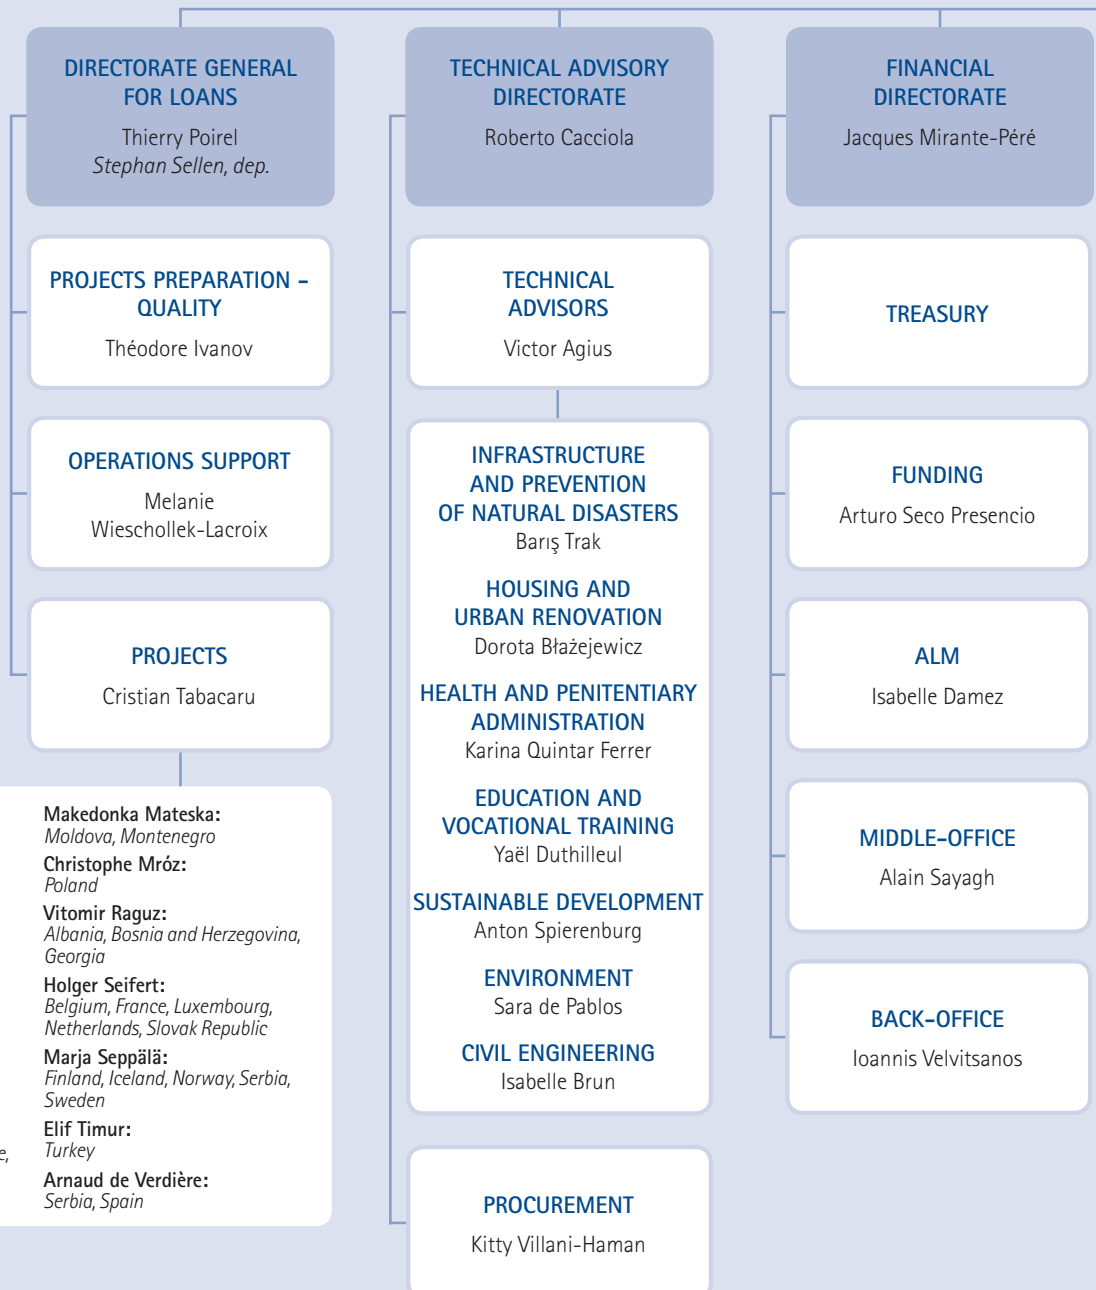 DIRECTORATE GENERAL
FOR LOANS
Thierry Poirel
Stephan Sellen, dep.
PROJECTS PREPARATION -
QUALITY
Théodore Ivanov
OPERATIONS SUPPORT
Melanie
Wieschollek-Lacroix
PROJECTS
Cristian Tabacaru
Makedonka Mateska:
Moldova, Montenegro
Christophe Mróz:
Poland
Vitomir Raguz:
Albania, Bosnia and Herzegovina,
Georgia
Holger Seifert:
Belgium, France, Luxembourg,
Netherlands, Slovak Republic
Marja Seppälä:
Finland, Iceland, Norway, Serbia,
Sweden
Elif Timur:
Turkey
Arnaud de Verdière:
Serbia, Spain
TECHNICAL ADVISORY
DIRECTORATE
Roberto Cacciola
TECHNICAL
ADVISORS
Victor Agius
INFRASTRUCTURE
AND PREVENTION
OF NATURAL DISASTERS
Barış Trak
HOUSING AND
URBAN RENOVATION
Dorota Błażejewicz
HEALTH AND PENITENTIARY
ADMINISTRATION
Karina Quintar Ferrer
EDUCATION AND
VOCATIONAL TRAINING
Yaël Duthilleul
SUSTAINABLE DEVELOPMENT
Anton Spierenburg
ENVIRONMENT
Sara de Pablos
CIVIL ENGINEERING
Isabelle Brun
PROCUREMENT
Kitty Villani-Haman
FINANCIAL
DIRECTORATE
Jacques Mirante-Péré
TREASURY
FUNDING
Arturo Seco Presencio
ALM
Isabelle Damez
MIDDLE-OFFICE
Alain Sayagh
BACK-OFFICE
Ioannis Velvitsanos